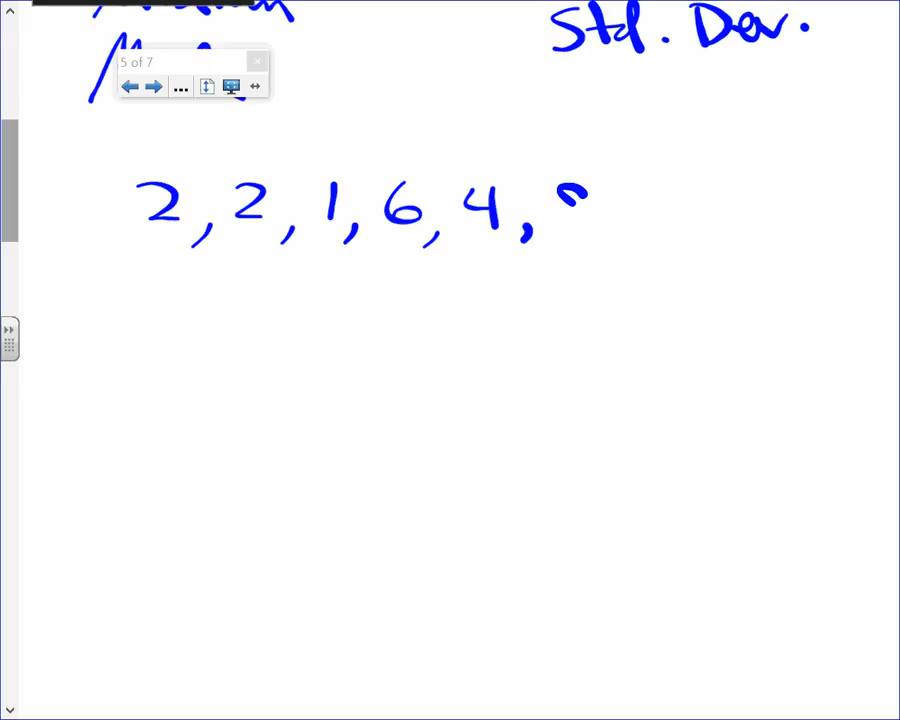 Std. Dev.
5 of 7
2, 2, 1, 6, 4,